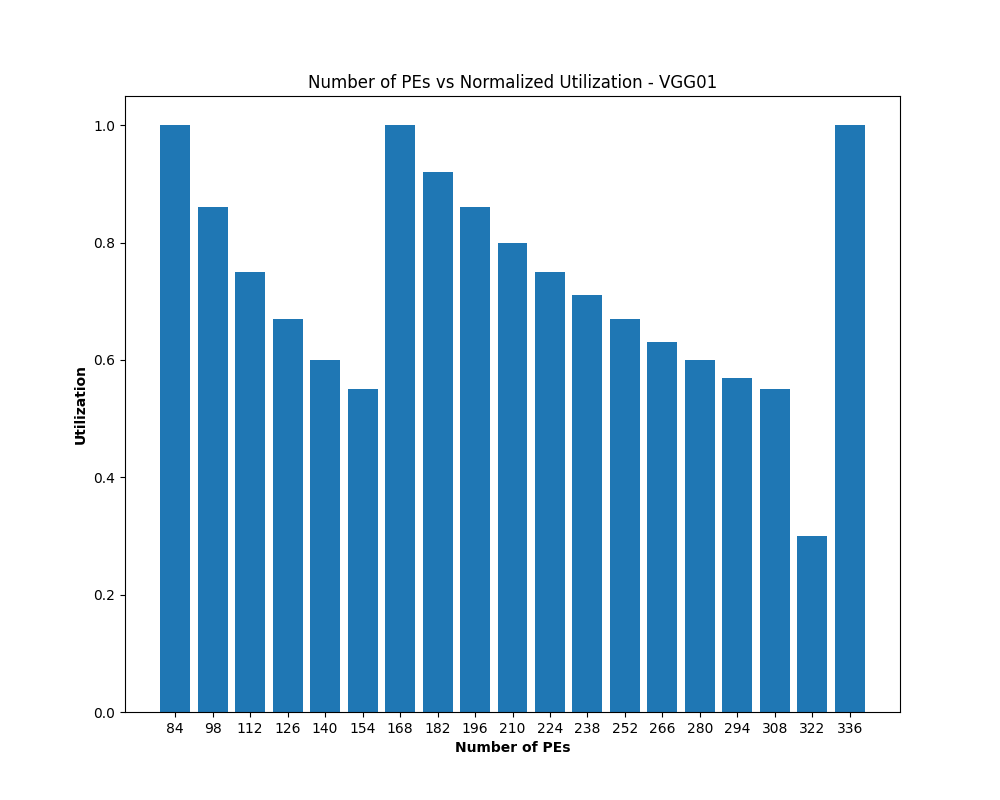 Number of PEs vs Normalized Utilization - VGG01
1.0
0.8
0.6
0.4
0.2
0.0
Utilization
84 98 112 126 140 154 168 182 196 210 224 238 252 266 280 294 308 322 336
Number of PEs